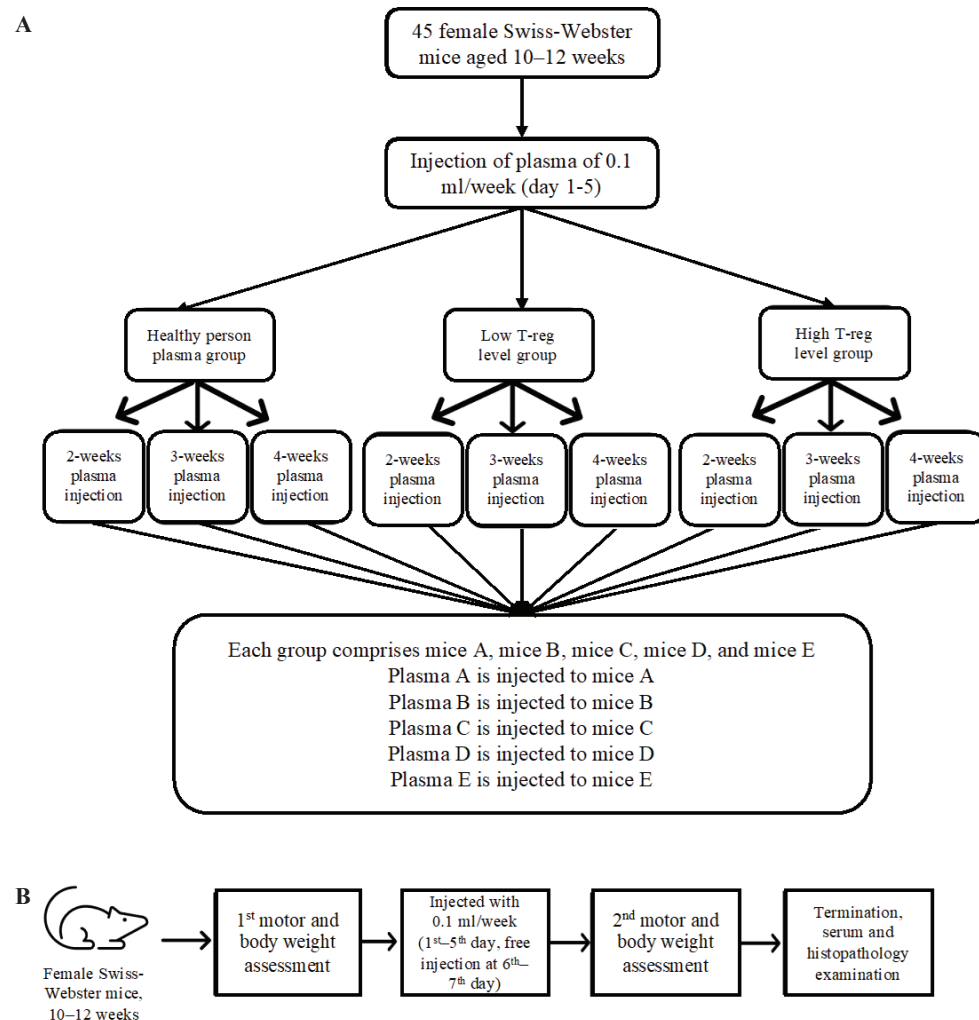 A
45 female Swiss-Webster
mice aged 10–12 weeks
Injection of plasma of 0.1
ml/week (day 1-5)
Healthy person
plasma group
Low T-reg
level group
High T-reg
level group
2-weeks
plasma
injection
3-weeks
plasma
injection
4-weeks
plasma
injection
2-weeks
plasma
injection
3-weeks
plasma
injection
4-weeks
plasma
injection
2-weeks
plasma
injection
3-weeks
plasma
injection
4-weeks
plasma
injection
Each group comprises mice A, mice B, mice C, mice D, and mice E
Plasma A is injected to mice A
Plasma B is injected to mice B
Plasma C is injected to mice C
Plasma D is injected to mice D
Plasma E is injected to mice E
B
Female Swiss-
Webster mice,
10–12 weeks
1st motor and
body weight
assessment
Injected with
0.1 ml/week
(1st–5th day, free
injection at 6th–
7th day)
2nd motor and
body weight
assessment
Termination,
serum and
histopathology
examination